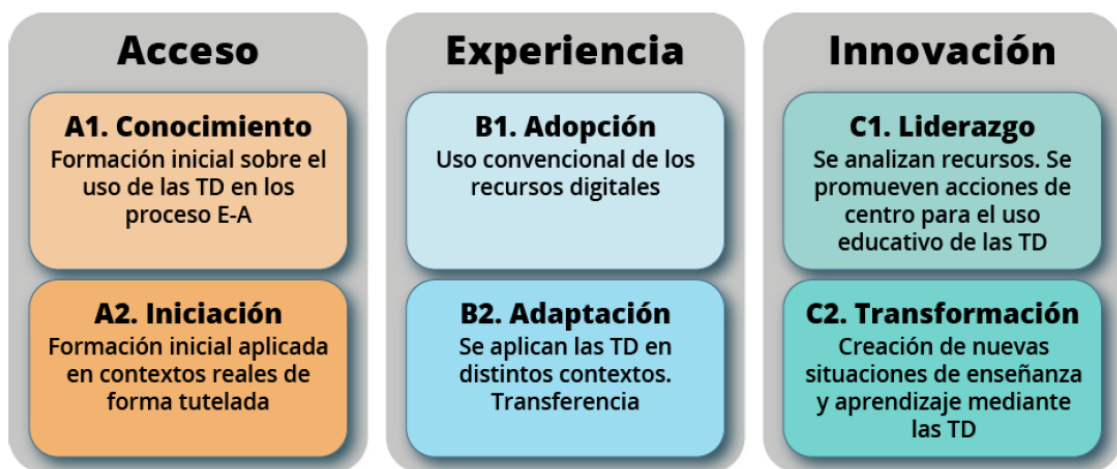 Acceso
A1. Conocimiento
Formación inicial sobre el
uso de las TD en los
proceso E-A
A2. Iniciación
Formación inicial aplicada
en contextos reales de
forma tutelada
Experiencia
B1. Adopción
Uso convencional de los
recursos digitales
B2. Adaptación
Se aplican las TD en
distintos contextos.
Transferencia
Innovación
C1. Liderazgo
Se analizan recursos. Se
promueven acciones de
centro para el uso
educativo de las TD
C2. Transformación
Creación de nuevas
situaciones de enseñanza
y aprendizaje mediante
las TD